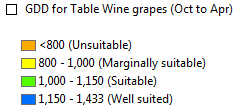 GDD for Table Wine grapes (Oct to Apr)
<800 (Unsuitable)
800 - 1,000 (Marginally suitable)
1,000 - 1,150 (Suitable)
1,150 - 1,433 (Well suited)